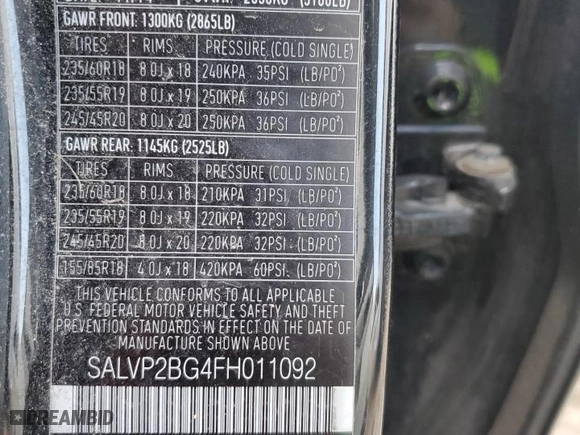 GAWR FRONT: 1300KG (2865LB)
TIRES RIMS PRESSURE (COLD SINGLE)
235/60R18 8.0J x 18 240KPA 35PSI (LB/PO²)
235/55R19 8.0J x 19 250KPA 36PSI (LB/PO²)
245/45R20 8.0J x 20 250KPA 36PSI (LB/PO²)
GAWR REAR: 1145KG (2525LB)
TIRES RIMS PRESSURE (COLD SINGLE)
235/60R18 8.0J x 18 210KPA 31PSI (LB/PO²)
235/55R19 8.0J x 19 220KPA 32PSI (LB/PO²)
245/45R20 8.0J x 20 220KPA 32PSI (LB/PO²)
155/85R18 4.0J x 18 420KPA 60PSI (LB/PO²)
THIS VEHICLE CONFORMS TO ALL APPLICABLE
U.S. FEDERAL MOTOR VEHICLE SAFETY AND THEFT
PREVENTION STANDARDS IN EFFECT ON THE DATE OF
MANUFACTURE SHOWN ABOVE
SALVP2BG4FH011092
CREAMBID